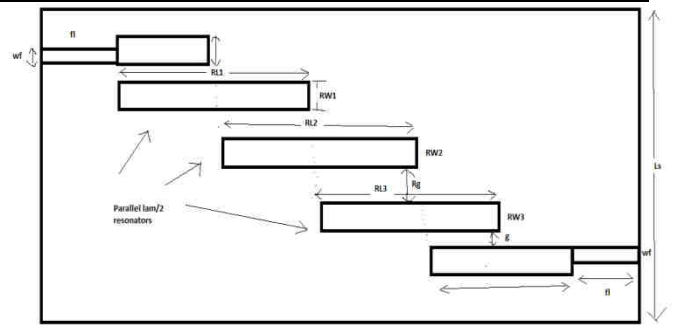 fl
wf
RL1
RW1
RL2
RW2
Rg
RL3
RW3
Ls
Parallel lam/2
resonators
g
wf
fl